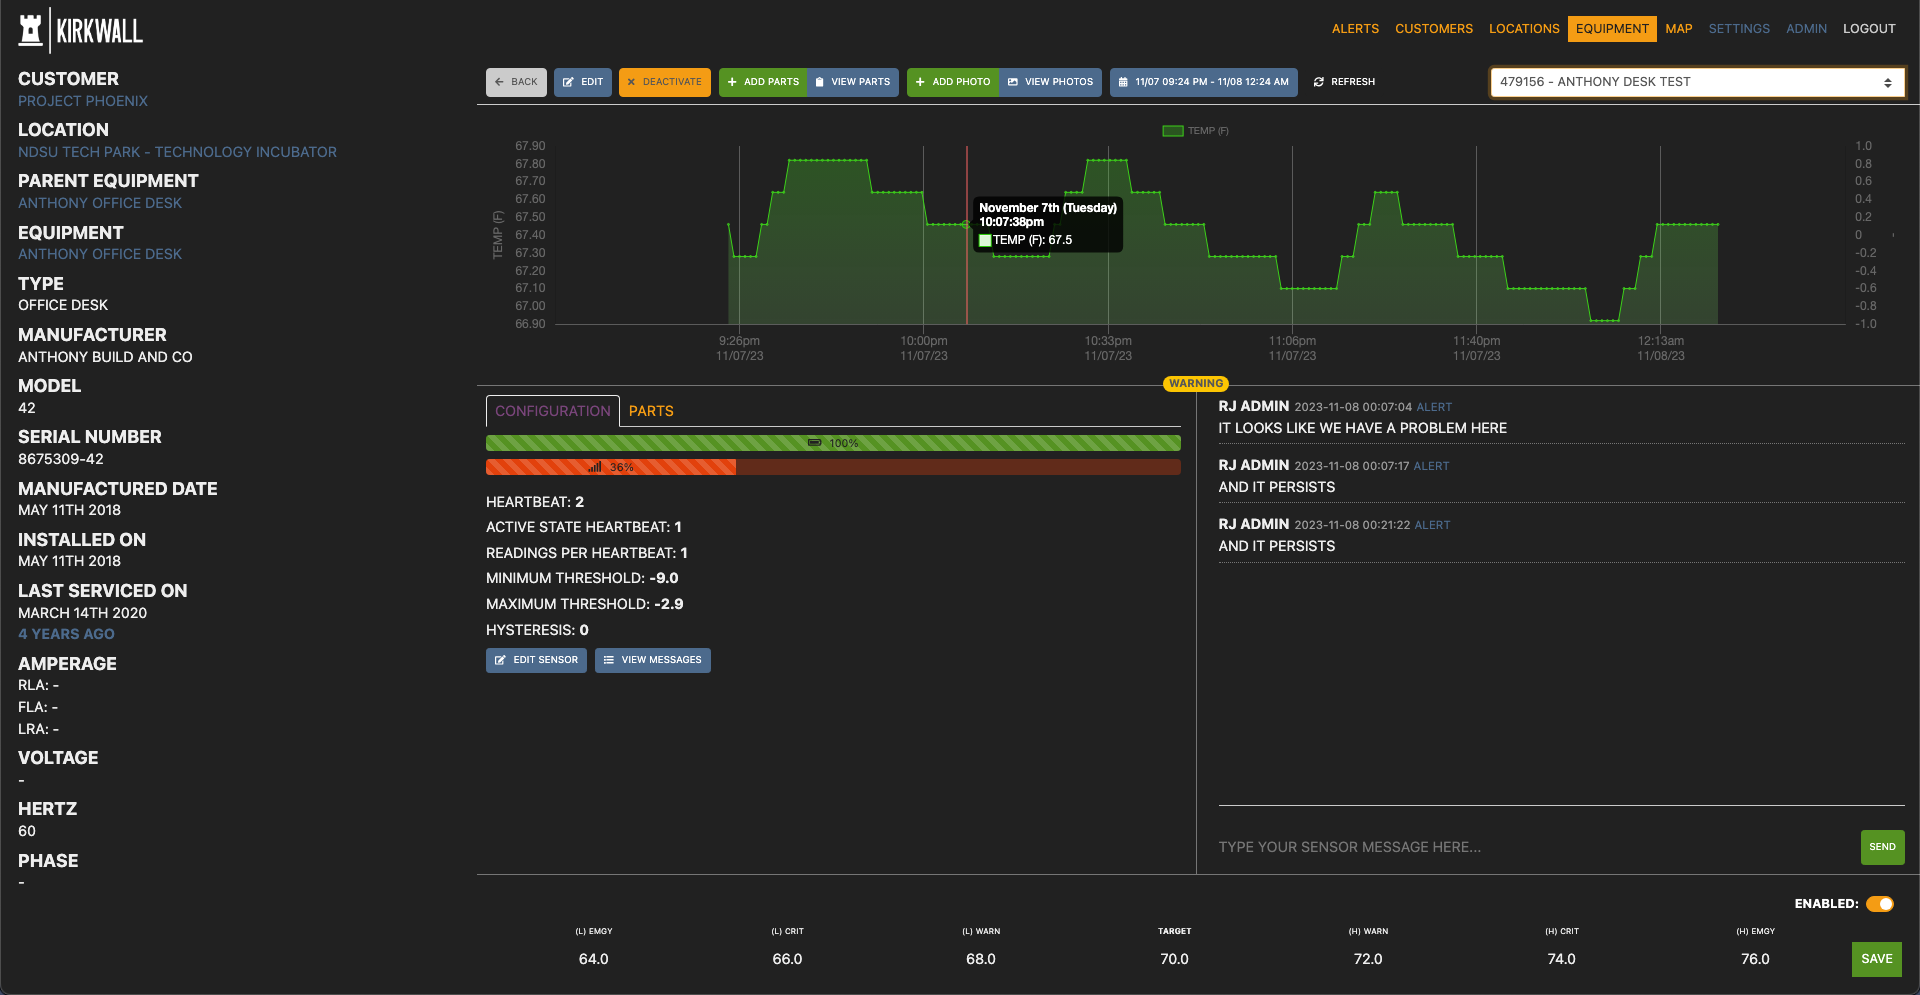 KIRKWALL
ALERTS CUSTOMERS LOCATIONS EQUIPMENT MAP SETTINGS ADMIN LOGOUT
CUSTOMER
PROJECT PHOENIX
LOCATION
NDSU TECH PARK - TECHNOLOGY INCUBATOR
PARENT EQUIPMENT
ANTHONY OFFICE DESK
EQUIPMENT
ANTHONY OFFICE DESK
TYPE
OFFICE DESK
MANUFACTURER
ANTHONY BUILD AND CO
MODEL
42
SERIAL NUMBER
8675309-42
MANUFACTURED DATE
MAY 11TH 2018
INSTALLED ON
MAY 11TH 2018
LAST SERVICED ON
MARCH 14TH 2020
4 YEARS AGO
AMPERAGE
RLA: -
FLA: -
LRA: -
VOLTAGE
-
HERTZ
60
PHASE
-
BACK EDIT DEACTIVATE ADD PARTS VIEW PARTS ADD PHOTO VIEW PHOTOS 11/07 09:24 PM - 11/08 12:24 AM REFRESH 479156 - ANTHONY DESK TEST
TEMP (F)
TEMP (F)
67.90
67.80
67.70
67.60
67.50
67.40
67.30
67.20
67.10
67.00
66.90
November 7th (Tuesday)
10:07:38pm
TEMP (F): 67.5
1.0
0.8
0.6
0.4
0.2
0
-0.2
-0.4
-0.6
-0.8
-1.0
9:26pm 10:00pm 10:33pm 11:06pm 11:40pm 12:13am
11/07/23 11/07/23 11/07/23 11/07/23 11/07/23 11/08/23
WARNING
CONFIGURATION PARTS
100%
36%
HEARTBEAT: 2
ACTIVE STATE HEARTBEAT: 1
READINGS PER HEARTBEAT: 1
MINIMUM THRESHOLD: -9.0
MAXIMUM THRESHOLD: -2.9
HYSTERESIS: 0
EDIT SENSOR VIEW MESSAGES
RJ ADMIN 2023-11-08 00:07:04 ALERT
IT LOOKS LIKE WE HAVE A PROBLEM HERE
RJ ADMIN 2023-11-08 00:07:17 ALERT
AND IT PERSISTS
RJ ADMIN 2023-11-08 00:21:22 ALERT
AND IT PERSISTS
TYPE YOUR SENSOR MESSAGE HERE...
SEND
ENABLED:
(L) EMGY (L) CRIT (L) WARN TARGET (H) WARN (H) CRIT (H) EMGY
64.0 66.0 68.0 70.0 72.0 74.0 76.0
SAVE